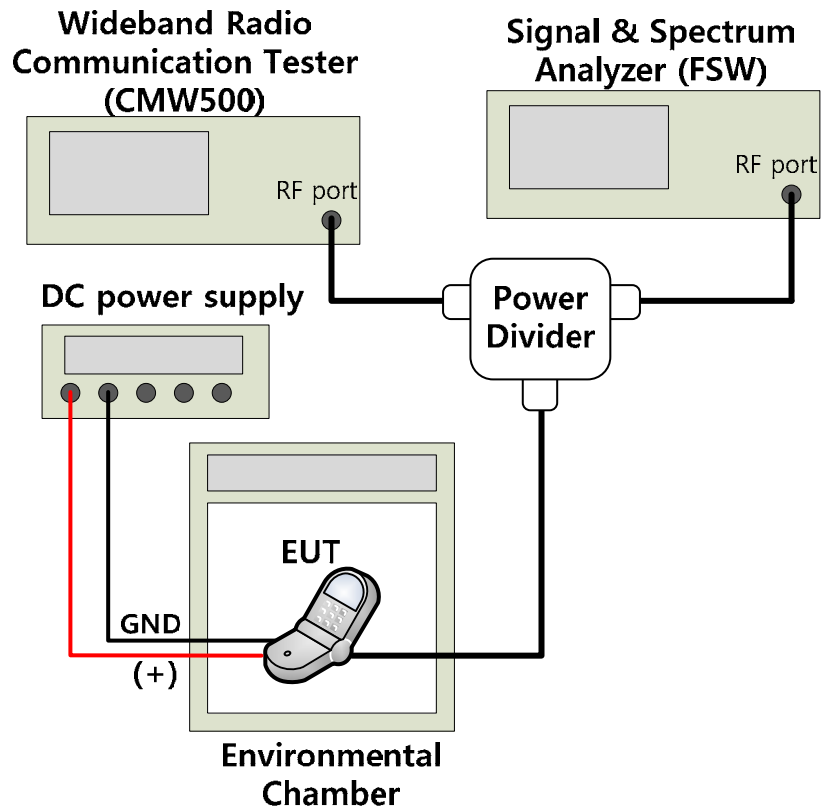 Wideband Radio
Communication Tester
(CMW500)
Signal & Spectrum
Analyzer (FSW)
RF port
RF port
DC power supply
Power
Divider
EUT
GND
(+)
Environmental
Chamber